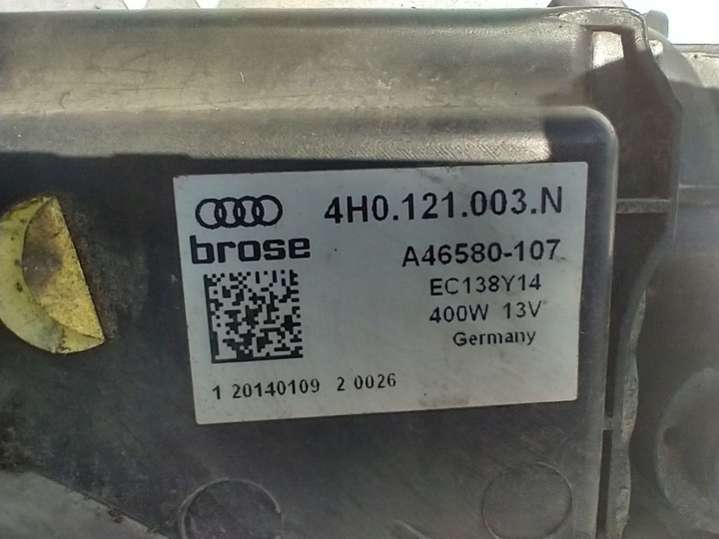 4H0.121.003.N
brose
A46580-107
EC138Y14
400W 13V
Germany
1 20140109 2 0026